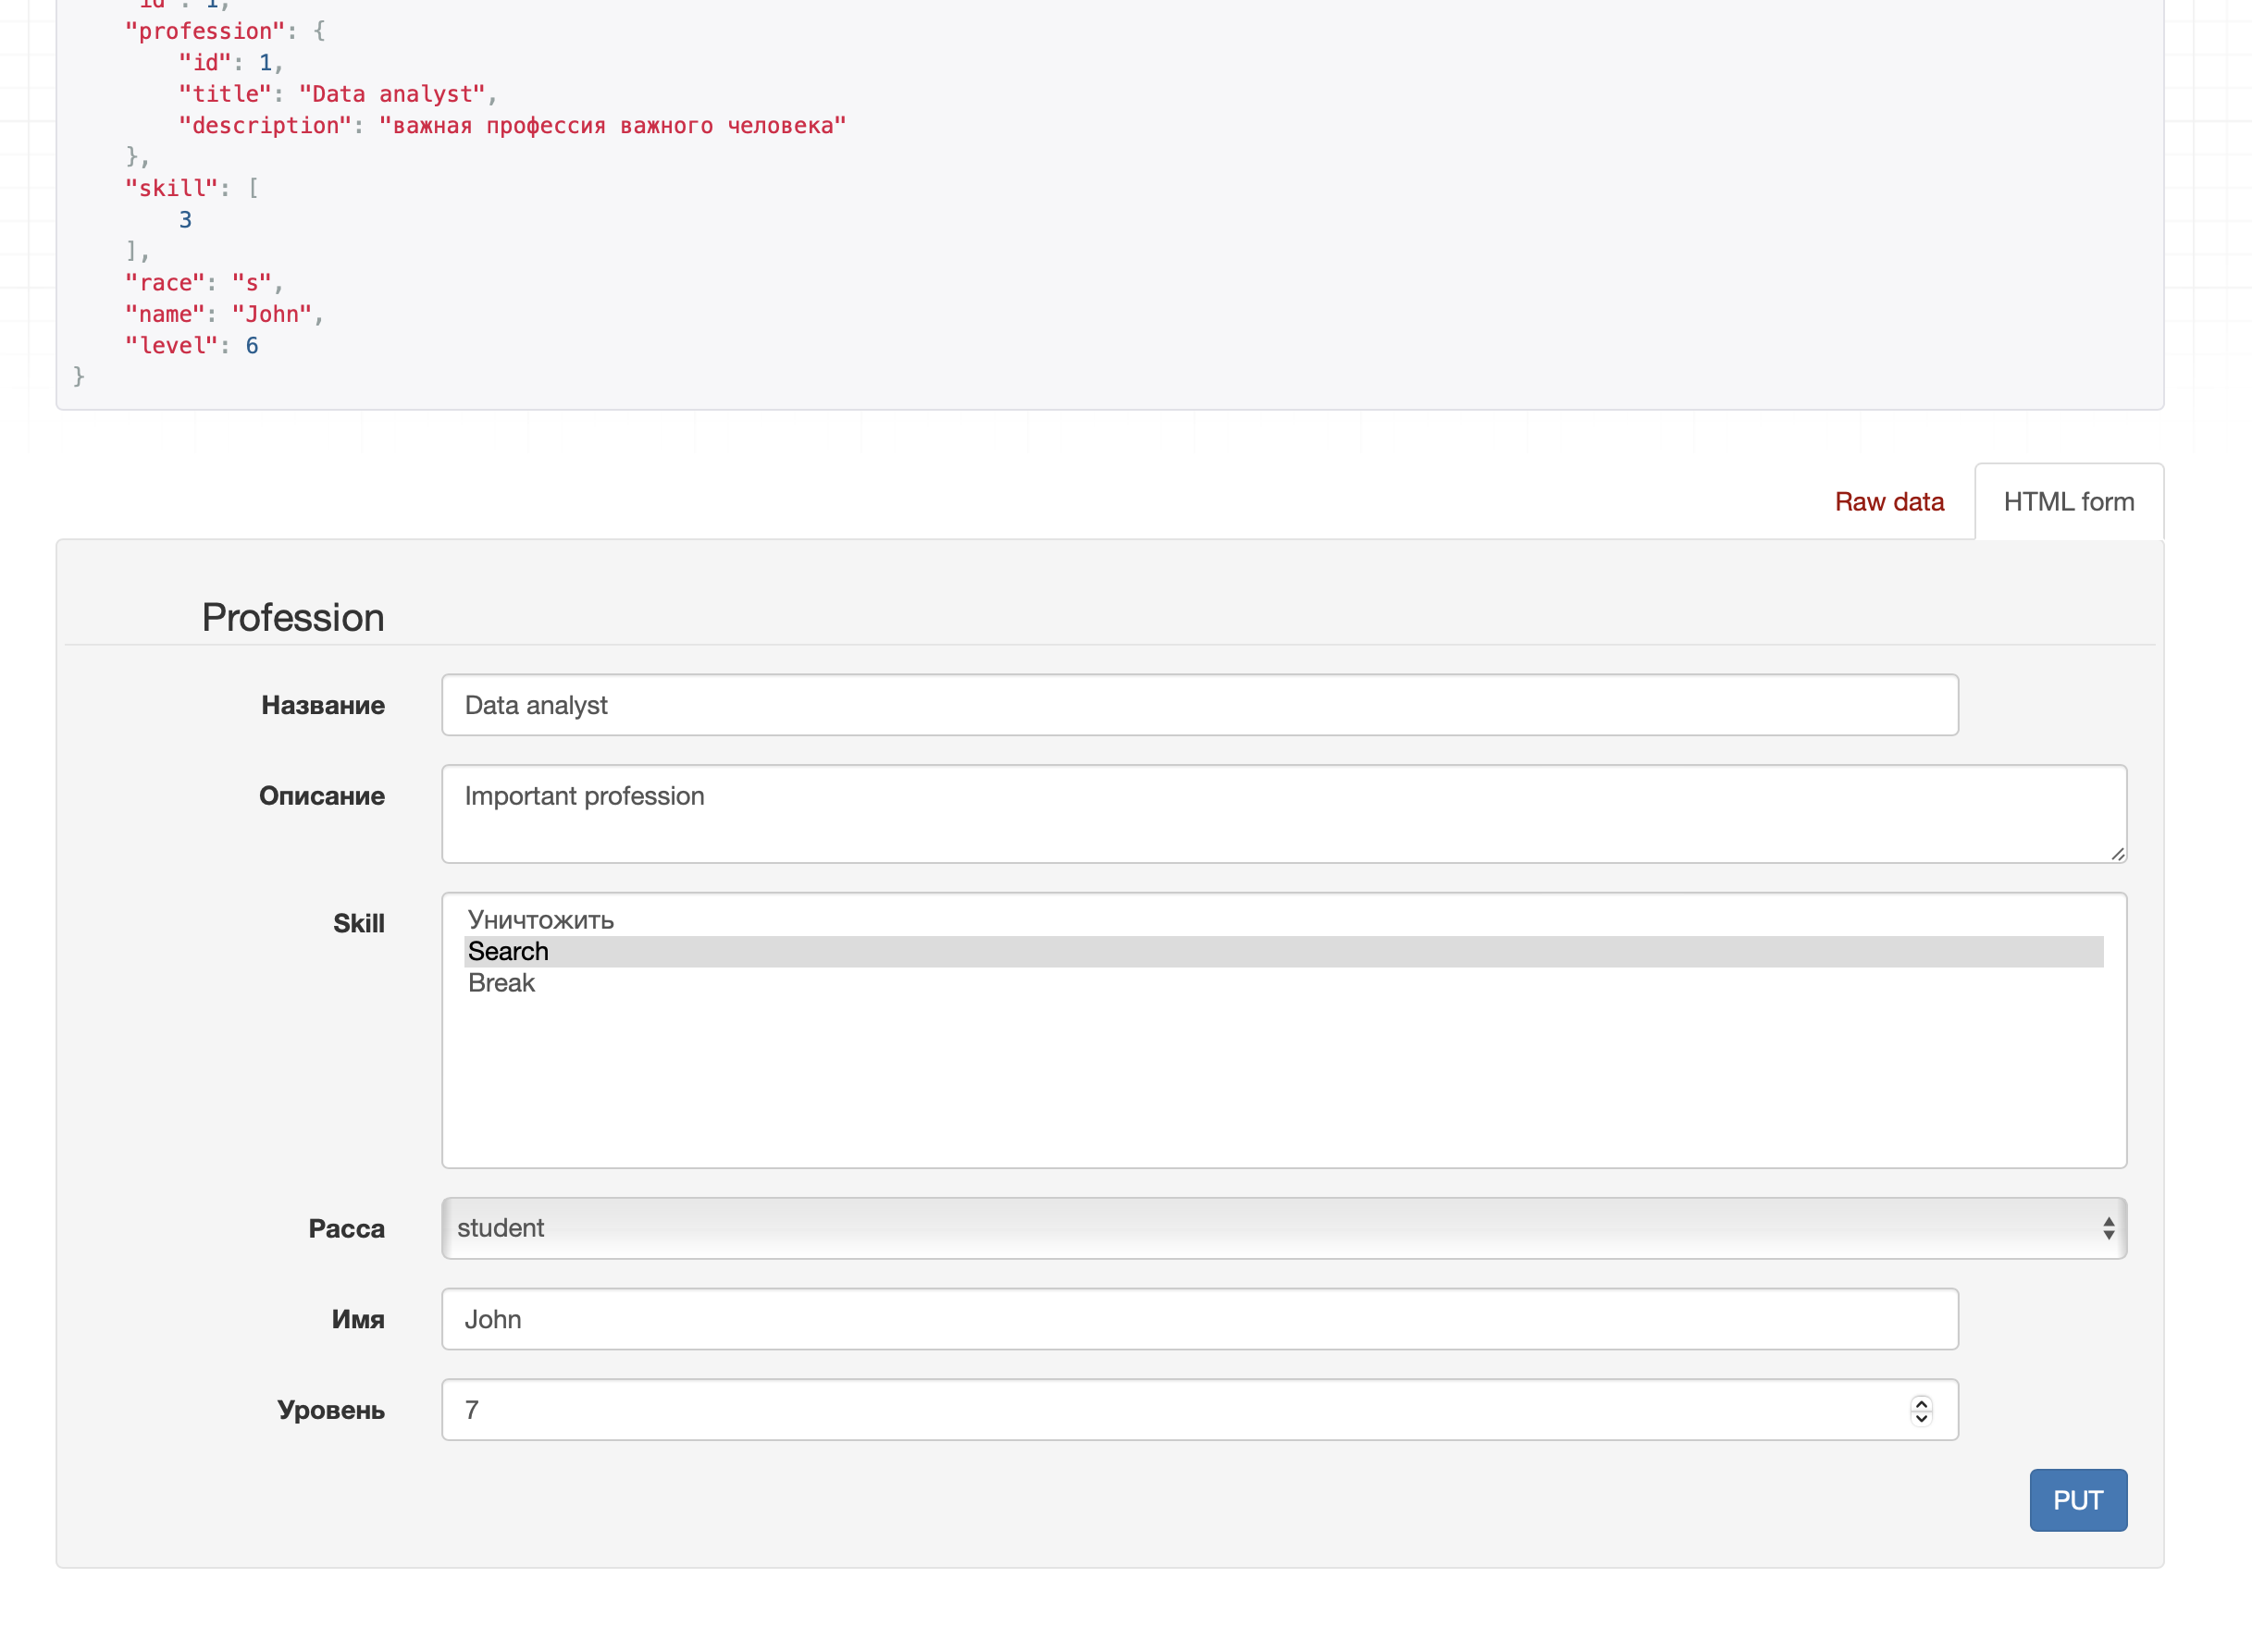 "id": 1,
"profession": {
"id": 1,
"title": "Data analyst",
"description": "важная профессия важного человека"
},
"skill": [
3
],
"race": "s",
"name": "John",
"level": 6
}
Raw data
HTML form
Profession
Название
Data analyst
Описание
Important profession
Skill
Уничтожить
Search
Break
Расса
student
Имя
John
Уровень
7
PUT